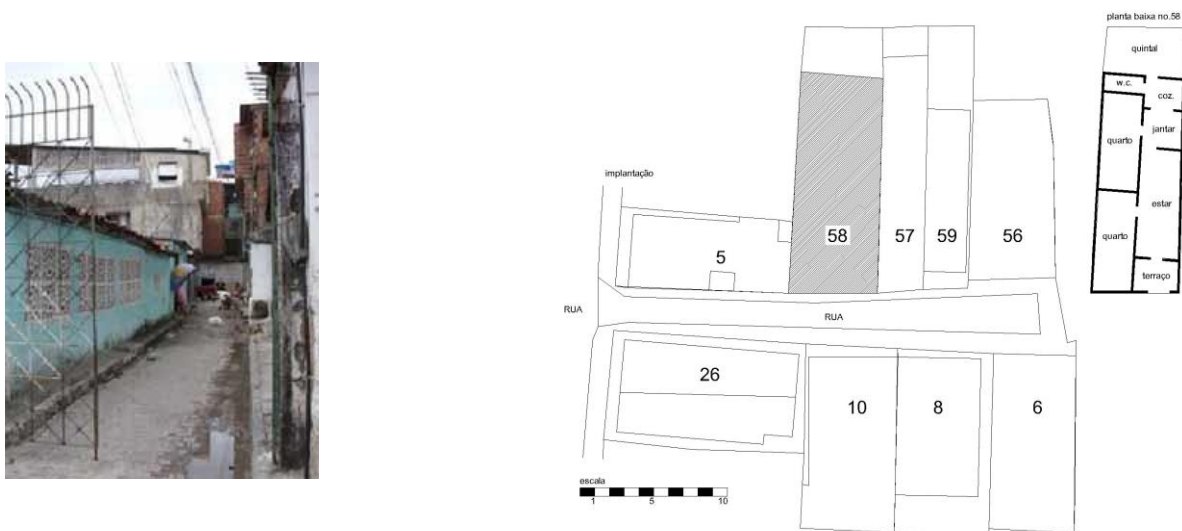 planta baixa no.58
quintal
w.c.
coz.
jantar
quarto
estar
quarto
terraço
implantação
58
57
59
56
5
RUA
RUA
26
10
8
6
escala
1 5 10